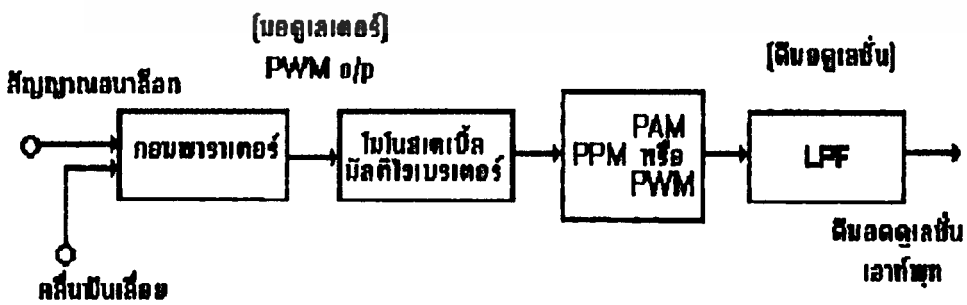 [มอดูเลเตอร์]
PWM o/p
[ดีมอดูเลชั่น]
สัญญาณอนาล็อก
คอมพาราเตอร์
โมโนสเตเบิ้ล
มัลติไวเบรเตอร์
PAM
PPM หรือ
PWM
LPF
ดีมอดดูเลชั่น
เอาท์พุท
คลื่นฟันเลื่อย